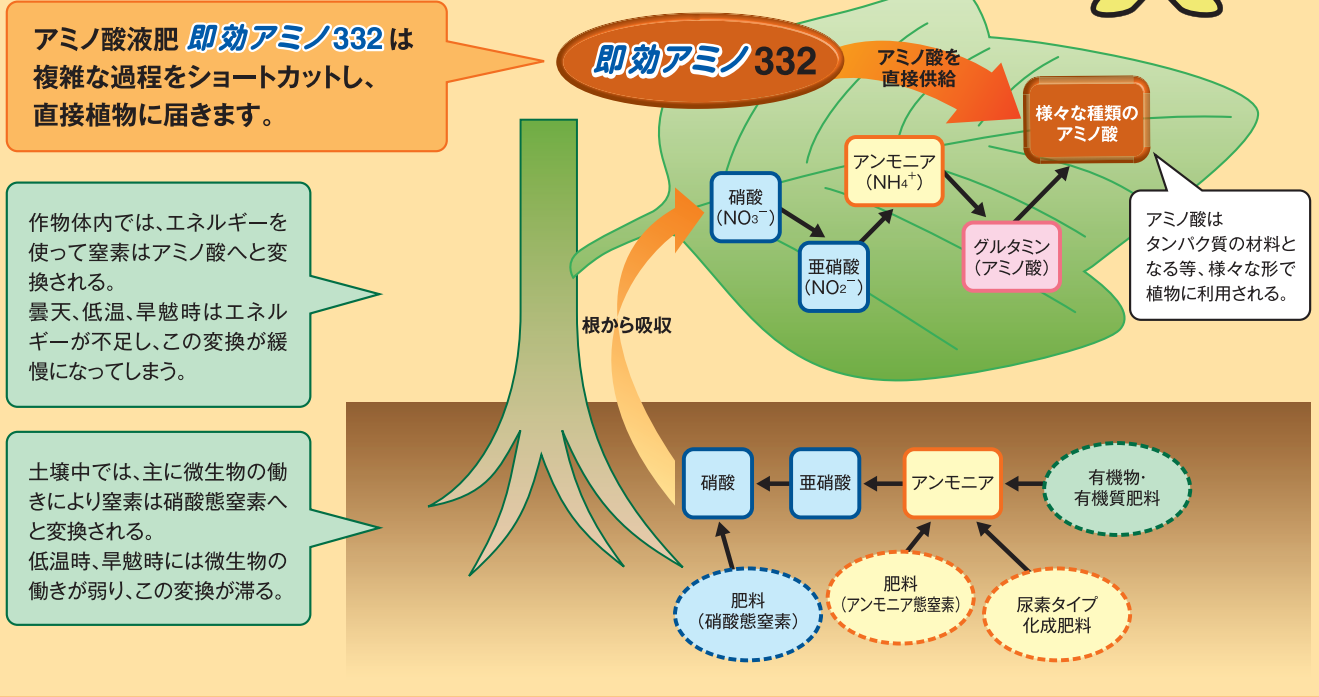 アミノ酸液肥 即効アミノ332は
複雑な過程をショートカットし、
直接植物に届きます。
即効アミノ332
アミノ酸を
直接供給
様々な種類の
アミノ酸
アンモニア
(NH4+)
硝酸
(NO3−)
亜硝酸
(NO2−)
グルタミン
(アミノ酸)
アミノ酸は
タンパク質の材料と
なる等、様々な形で
植物に利用される。
作物体内では、エネルギーを
使って窒素はアミノ酸へと変
換される。
曇天、低温、旱魃時はエネル
ギーが不足し、この変換が緩
慢になってしまう。
根から吸収
土壌中では、主に微生物の働
きにより窒素は硝酸態窒素へ
と変換される。
低温時、旱魃時には微生物の
働きが弱り、この変換が滞る。
硝酸
亜硝酸
アンモニア
有機物・
有機質肥料
肥料
(硝酸態窒素)
肥料
(アンモニア態窒素)
尿素タイプ
化成肥料